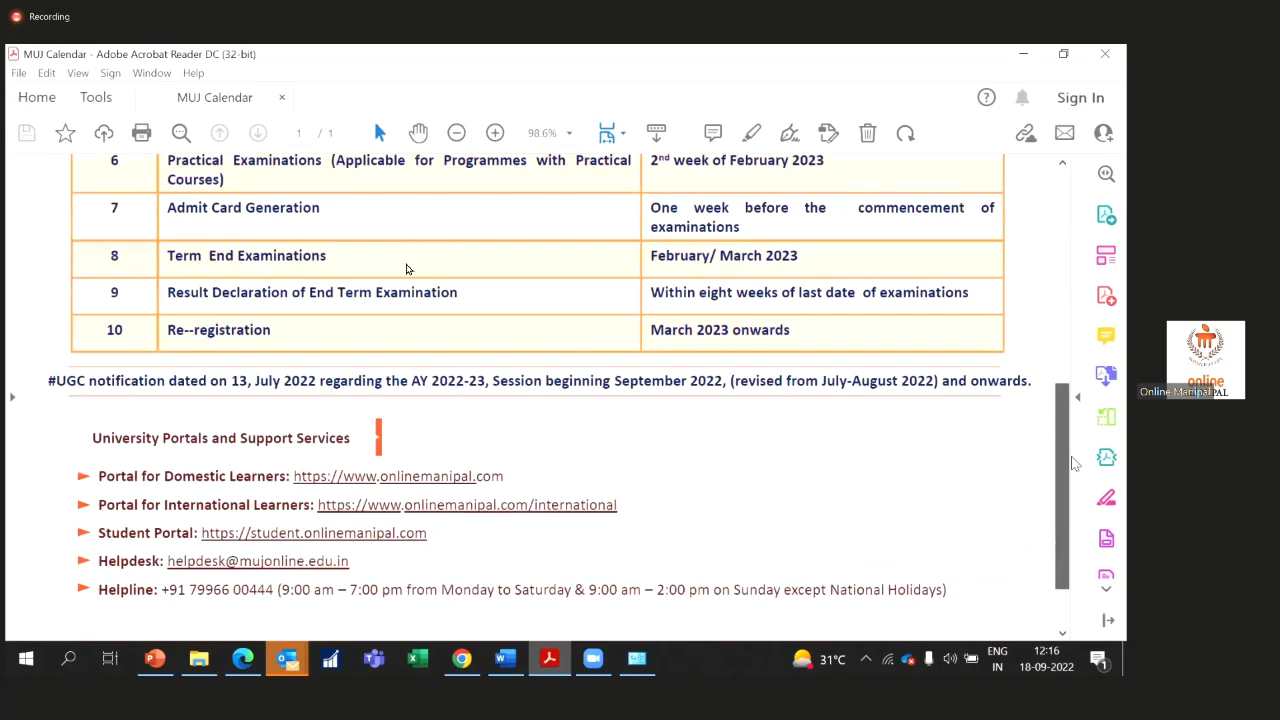 Recording
MUJ Calendar - Adobe Acrobat Reader DC (32-bit)
File Edit View Sign Window Help
Home Tools MUJ Calendar × Sign In
1 / 1 98.6%
6 Practical Examinations (Applicable for Programmes with Practical 2nd week of February 2023
Courses)
7 Admit Card Generation One week before the commencement of
examinations
8 Term End Examinations February/ March 2023
9 Result Declaration of End Term Examination Within eight weeks of last date of examinations
10 Re--registration March 2023 onwards
#UGC notification dated on 13, July 2022 regarding the AY 2022-23, Session beginning September 2022, (revised from July-August 2022) and onwards.
University Portals and Support Services
Portal for Domestic Learners: https://www.onlinemanipal.com
Portal for International Learners: https://www.onlinemanipal.com/international
Student Portal: https://student.onlinemanipal.com
Helpdesk: helpdesk@mujonline.edu.in
Helpline: +91 79966 00444 (9:00 am – 7:00 pm from Monday to Saturday & 9:00 am – 2:00 pm on Sunday except National Holidays)
online
Online Manipal
31°C ENG 12:16
IN 18-09-2022 1